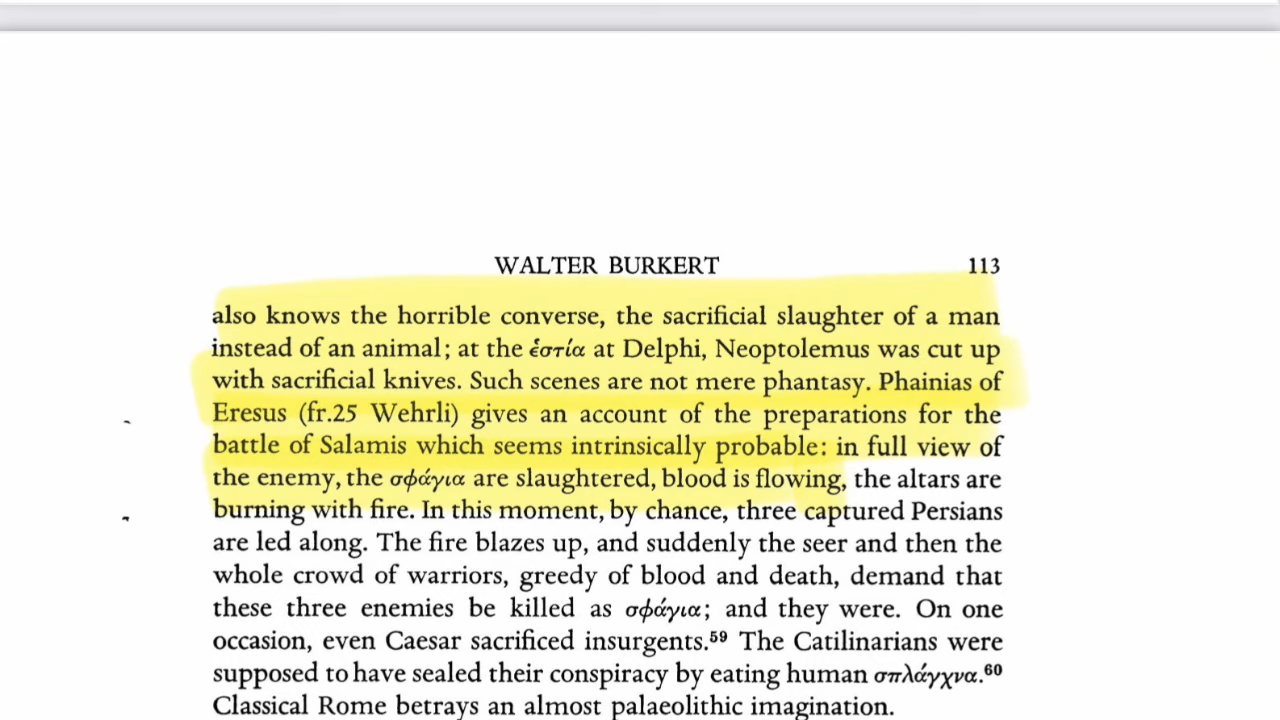 WALTER BURKERT 113
also knows the horrible converse, the sacrificial slaughter of a man
instead of an animal; at the ἑστία at Delphi, Neoptolemus was cut up
with sacrificial knives. Such scenes are not mere phantasy. Phainias of
Eresus (fr.25 Wehrli) gives an account of the preparations for the
battle of Salamis which seems intrinsically probable: in full view of
the enemy, the σφάγια are slaughtered, blood is flowing, the altars are
burning with fire. In this moment, by chance, three captured Persians
are led along. The fire blazes up, and suddenly the seer and then the
whole crowd of warriors, greedy of blood and death, demand that
these three enemies be killed as σφάγια; and they were. On one
occasion, even Caesar sacrificed insurgents.⁵⁹ The Catilinarians were
supposed to have sealed their conspiracy by eating human σπλάγχνα.⁶⁰
Classical Rome betrays an almost palaeolithic imagination.